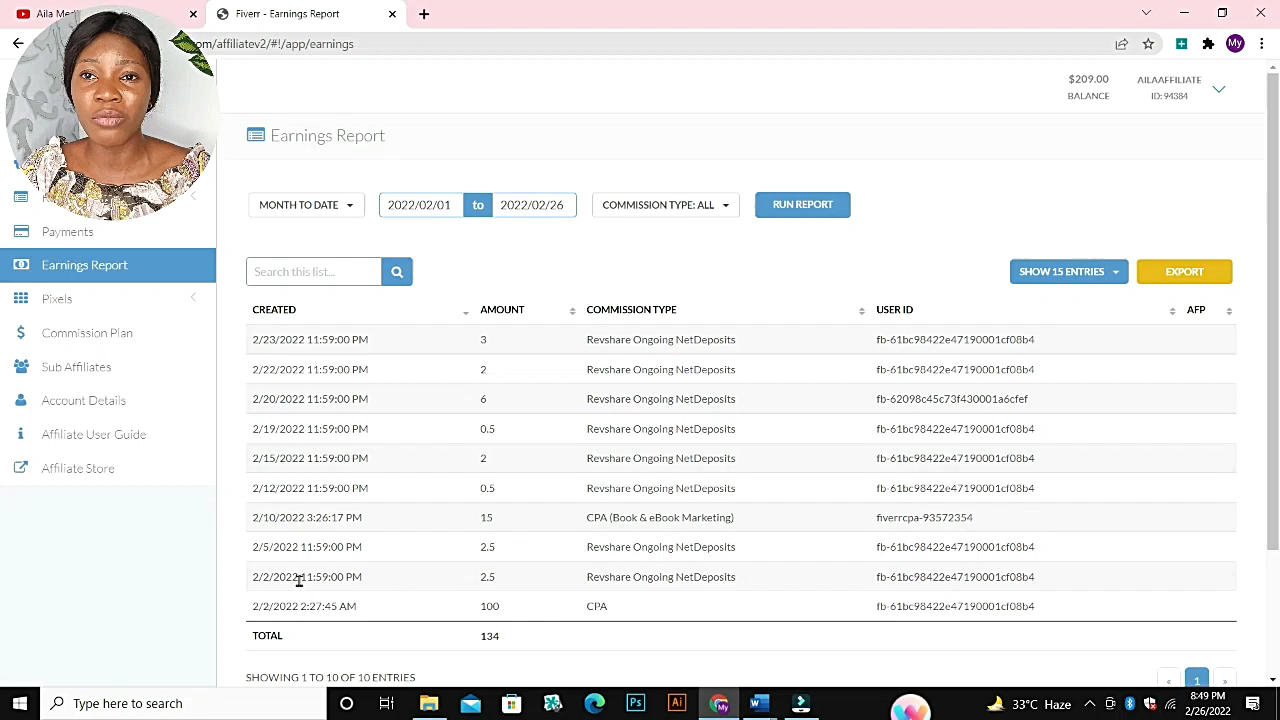 Aila Me
Fiverr - Earnings Report
om/affiliatev2/#!/app/earnings
My
$209.00
BALANCE
AILAAFFILIATE
ID: 94384
Earnings Report
MONTH TO DATE
2022/02/01 to 2022/02/26
COMMISSION TYPE: ALL
RUN REPORT
Payments
Earnings Report
Pixels
Commission Plan
Sub Affiliates
Account Details
Affiliate User Guide
Affiliate Store
Search this list...
SHOW 15 ENTRIES
EXPORT
CREATED AMOUNT COMMISSION TYPE USER ID AFP
2/23/2022 11:59:00 PM 3 Revshare Ongoing NetDeposits fb-61bc98422e47190001cf08b4
2/22/2022 11:59:00 PM 2 Revshare Ongoing NetDeposits fb-61bc98422e47190001cf08b4
2/20/2022 11:59:00 PM 6 Revshare Ongoing NetDeposits fb-62098c45c73f430001a6cfef
2/19/2022 11:59:00 PM 0.5 Revshare Ongoing NetDeposits fb-61bc98422e47190001cf08b4
2/15/2022 11:59:00 PM 2 Revshare Ongoing NetDeposits fb-61bc98422e47190001cf08b4
2/12/2022 11:59:00 PM 0.5 Revshare Ongoing NetDeposits fb-61bc98422e47190001cf08b4
2/10/2022 3:26:17 PM 15 CPA (Book & eBook Marketing) fiverrcpa-93572354
2/5/2022 11:59:00 PM 2.5 Revshare Ongoing NetDeposits fb-61bc98422e47190001cf08b4
2/2/2022 11:59:00 PM 2.5 Revshare Ongoing NetDeposits fb-61bc98422e47190001cf08b4
2/2/2022 2:27:45 AM 100 CPA fb-61bc98422e47190001cf08b4
TOTAL 134
SHOWING 1 TO 10 OF 10 ENTRIES
« 1 »
Type here to search
Ps
Ai
My
W
33°C Haze
8:49 PM
2/26/2022